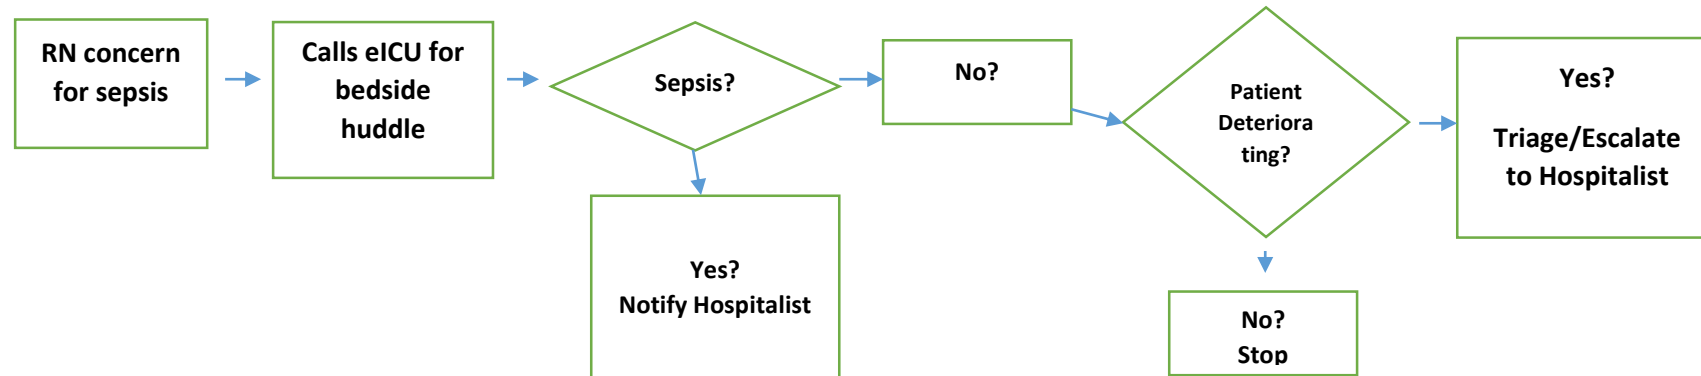 RN concern
for sepsis
Calls eICU for
bedside
huddle
Sepsis?
No?
Patient
Deteriora
ting?
Yes?
Triage/Escalate
to Hospitalist
Yes?
Notify Hospitalist
No?
Stop